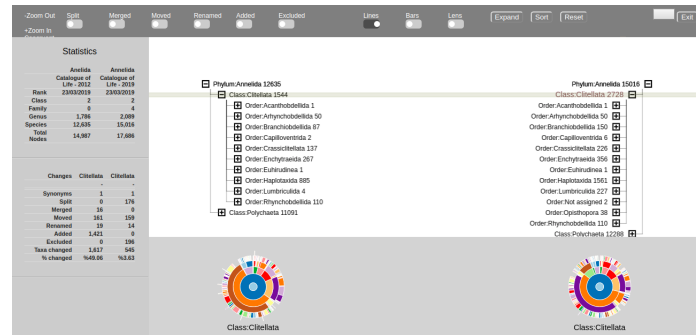 -Zoom Out Split Merged Moved Renamed Added Excluded Lines Bars Lens Expand Sort Reset Exit
+Zoom In
Statistics
Anelida Annelida
Catalogue of Life - 2012 Catalogue of Life - 2019
Rank 23/03/2019 23/03/2019
Class 2 2
Family 0 4
Genus 1,786 2,089
Species 12,635 15,016
Total Nodes 14,987 17,686
Changes Clitellata Clitellata
- -
Synonyms 1 1
Split 0 176
Merged 16 0
Moved 161 159
Renamed 19 14
Added 1,421 0
Excluded 0 196
Taxa changed 1,617 545
% changed %49.06 %3.63
Phylum:Annelida 12635
Class:Clitellata 1544
Order:Acanthobdellida 1
Order:Arhynchobdellida 50
Order:Branchiobdellida 87
Order:Capilloventrida 2
Order:Crassiclitellata 137
Order:Enchytraeida 267
Order:Euhirudinea 1
Order:Haplotaxida 885
Order:Lumbriculida 4
Order:Rhynchobdellida 110
Class:Polychaeta 11091
Phylum:Annelida 15016
Class:Clitellata 2728
Order:Acanthobdellida 1
Order:Arhynchobdellida 50
Order:Branchiobdellida 150
Order:Capilloventrida 6
Order:Crassiclitellata 226
Order:Enchytraeida 356
Order:Euhirudinea 1
Order:Haplotaxida 1561
Order:Lumbriculida 227
Order:Not assigned 2
Order:Opisthopora 38
Order:Rhynchobdellida 110
Class:Polychaeta 12288
Class:Clitellata
Class:Clitellata